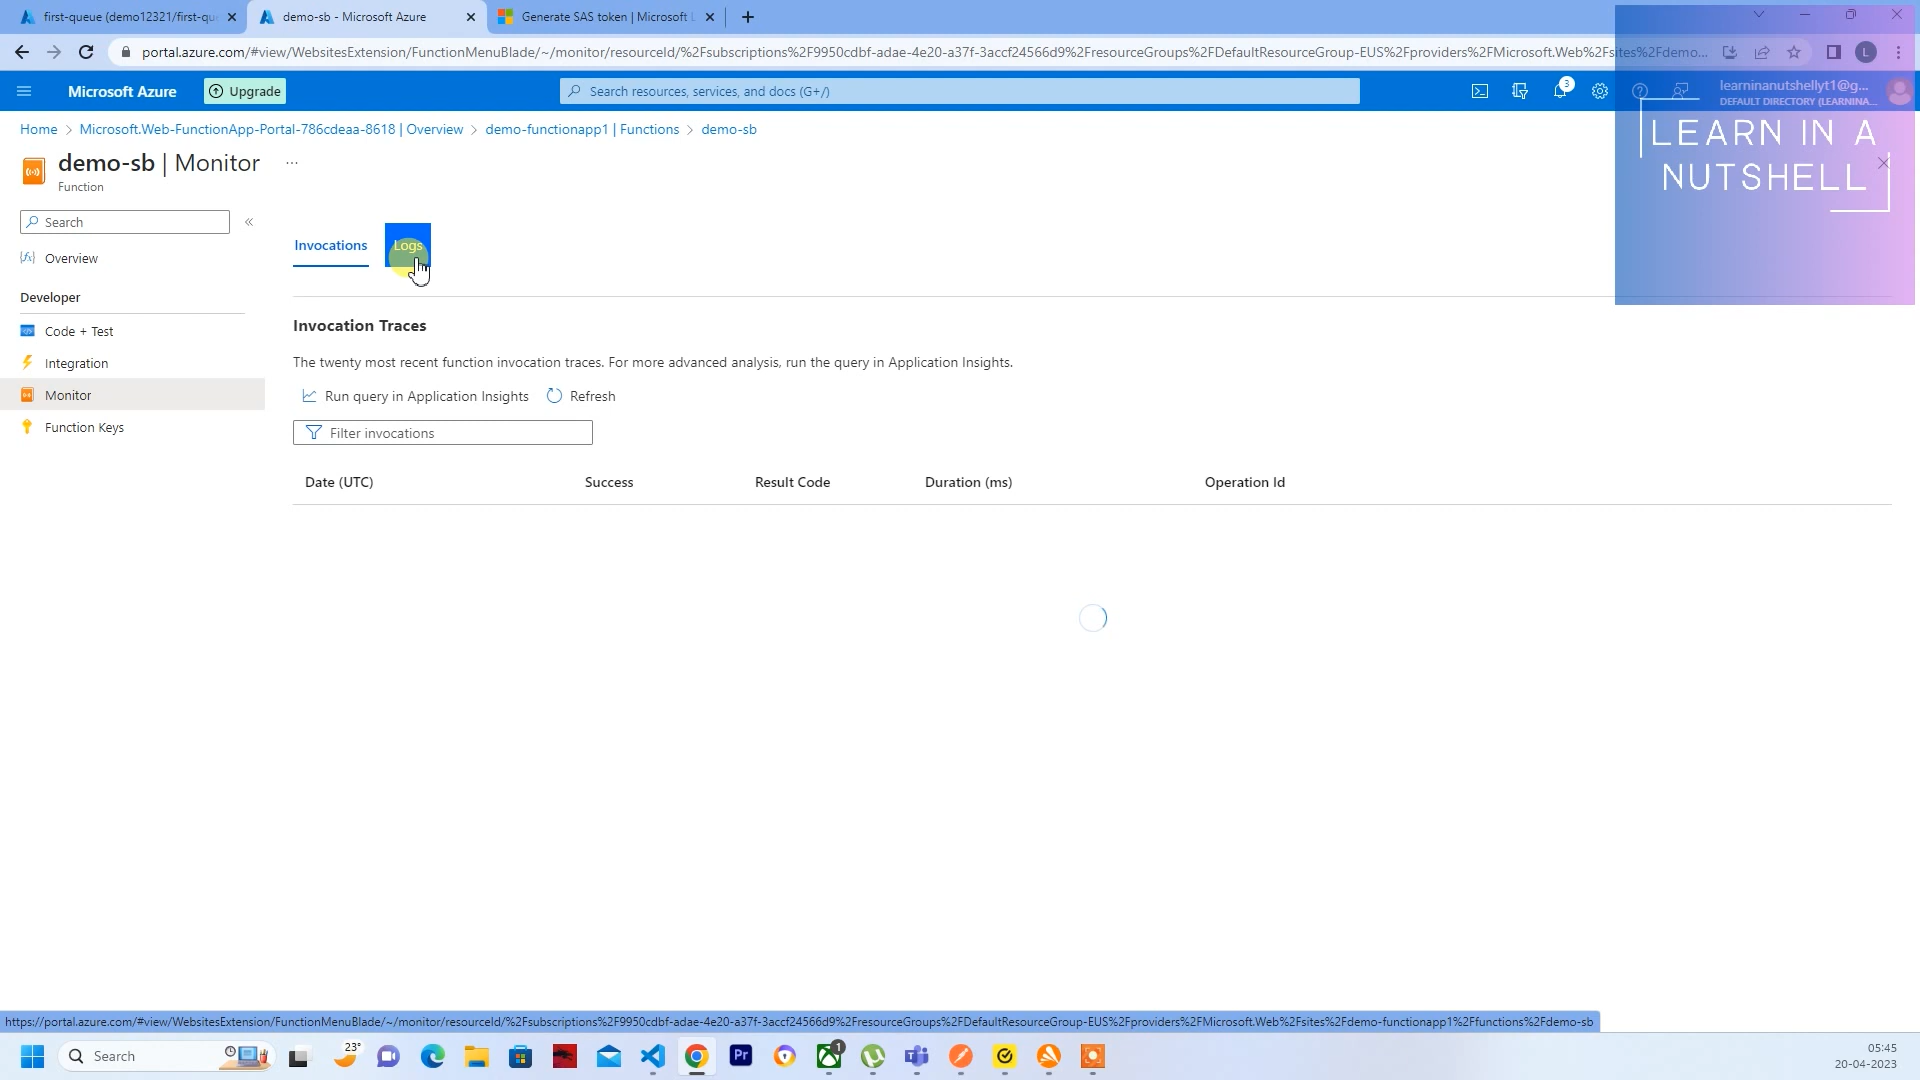 first-queue (demo12321/first-qu
demo-sb - Microsoft Azure
Generate SAS token | Microsoft L
portal.azure.com/#view/WebsitesExtension/FunctionMenuBlade/~/monitor/resourceId/%2Fsubscriptions%2F9950cdbf-adae-4e20-a37f-3accf24566d9%2FresourceGroups%2FDefaultResourceGroup-EUS%2Fproviders%2FMicrosoft.Web%2Fsites%2Fdemo...
L
Microsoft Azure
Upgrade
Search resources, services, and docs (G+/)
3
learninanutshellyt1@g...
DEFAULT DIRECTORY (LEARNINA...
Home > Microsoft.Web-FunctionApp-Portal-786cdeaa-8618 | Overview > demo-functionapp1 | Functions > demo-sb
LEARN IN A
NUTSHELL
demo-sb | Monitor ...
Function
Search
«
Overview
Developer
Code + Test
Integration
Monitor
Function Keys
Invocations
Logs
Invocation Traces
The twenty most recent function invocation traces. For more advanced analysis, run the query in Application Insights.
Run query in Application Insights
Refresh
Filter invocations
Date (UTC)
Success
Result Code
Duration (ms)
Operation Id
https://portal.azure.com/#view/WebsitesExtension/FunctionMenuBlade/~/monitor/resourceId/%2Fsubscriptions%2F9950cdbf-adae-4e20-a37f-3accf24566d9%2FresourceGroups%2FDefaultResourceGroup-EUS%2Fproviders%2FMicrosoft.Web%2Fsites%2Fdemo-functionapp1%2Ffunctions%2Fdemo-sb
Search
23°
Pr
1
05:45
20-04-2023